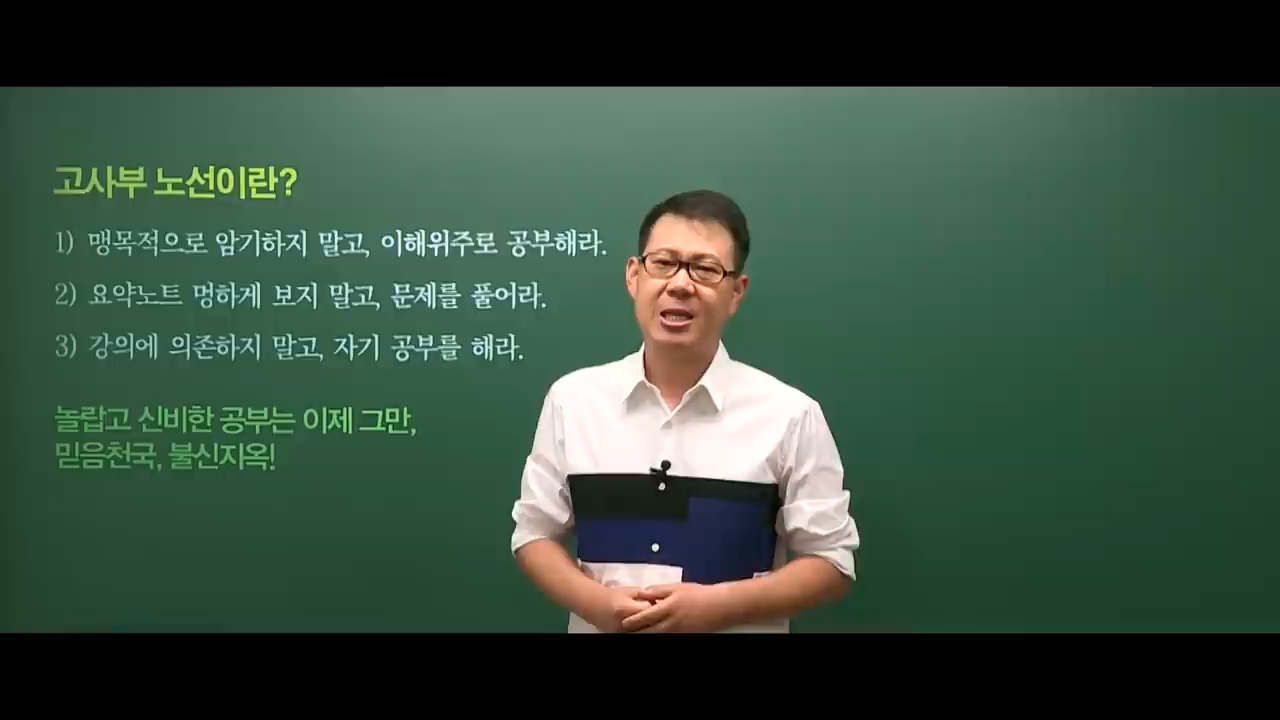 고사부 노선이란?
1) 맹목적으로 암기하지 말고, 이해위주로 공부해라.
2) 요약노트 멍하게 보지 말고, 문제를 풀어라.
3) 강의에 의존하지 말고, 자기 공부를 해라.
놀랍고 신비한 공부는 이제 그만,
믿음천국, 불신지옥!